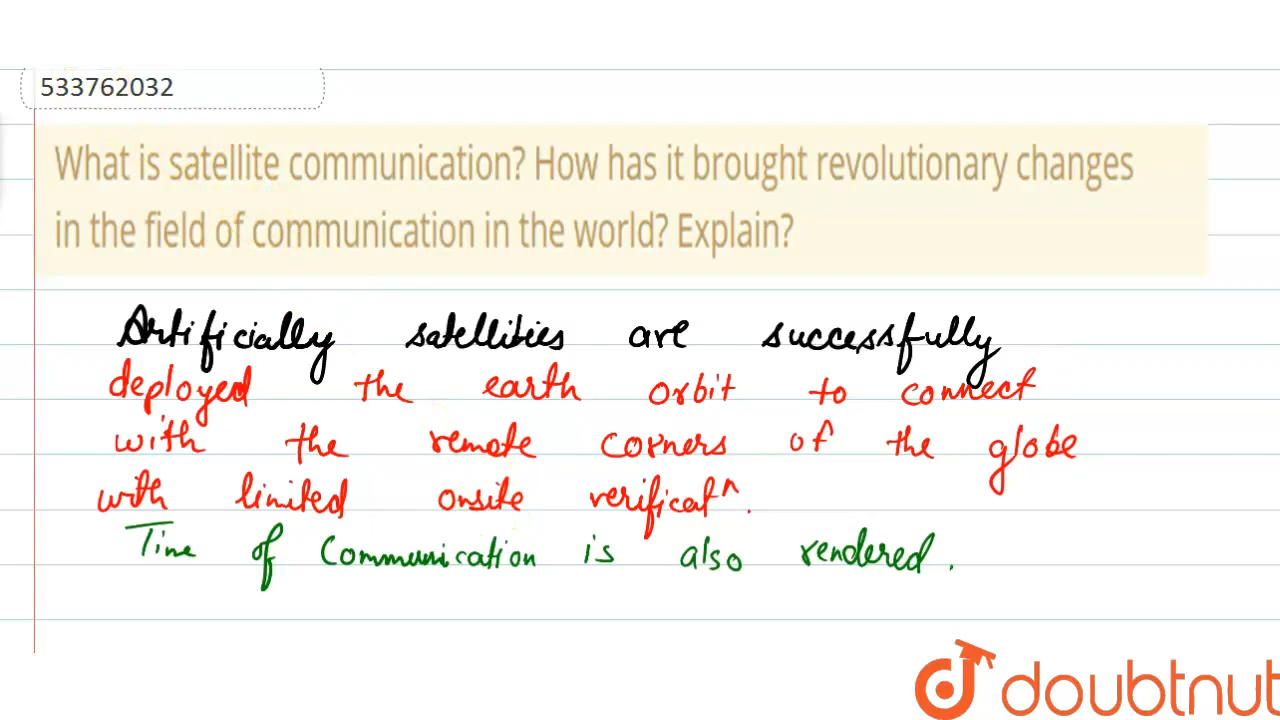 533762032
What is satellite communication? How has it brought revolutionary changes
in the field of communication in the world? Explain?
Artificially satellities are successfully
deployed the earth orbit to connect
with the remote corners of the globe
with limited onsite verificatn.
Time of Communication is also rendered.
doubtnut